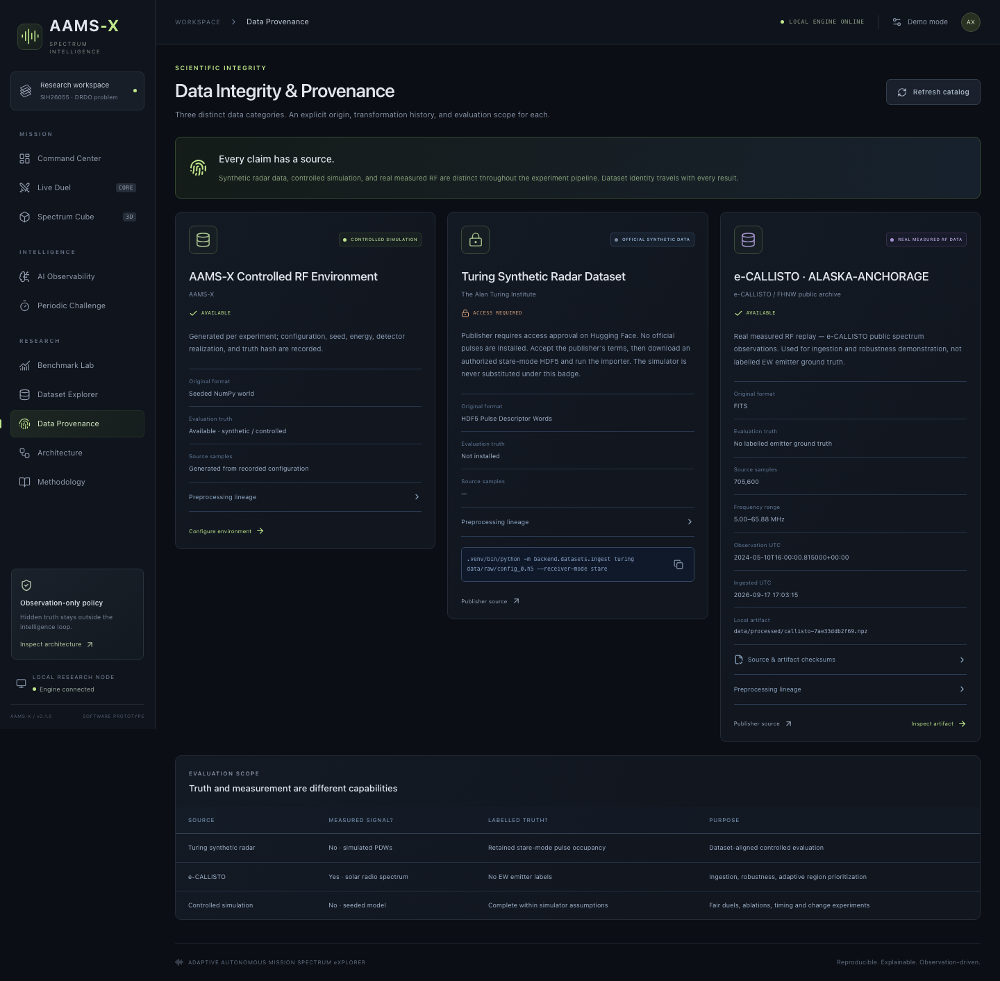 AAMS-X
SPECTRUM
INTELLIGENCE
Research workspace
SIH26055 · DRDO problem
MISSION
Command Center
Live Duel
CORE
Spectrum Cube
3D
INTELLIGENCE
AI Observability
Periodic Challenge
RESEARCH
Benchmark Lab
Dataset Explorer
Data Provenance
Architecture
Methodology
Observation-only policy
Hidden truth stays outside the
intelligence loop.
Inspect architecture
LOCAL RESEARCH NODE
Engine connected
AAMS-X / v0.1.0
SOFTWARE PROTOTYPE
WORKSPACE
Data Provenance
LOCAL ENGINE ONLINE
Demo mode
AX
SCIENTIFIC INTEGRITY
Data Integrity & Provenance
Three distinct data categories. An explicit origin, transformation history, and evaluation scope for each.
Refresh catalog
Every claim has a source.
Synthetic radar data, controlled simulation, and real measured RF are distinct throughout the experiment pipeline. Dataset identity travels with every result.
CONTROLLED SIMULATION
AAMS-X Controlled RF Environment
AAMS-X
AVAILABLE
Generated per experiment; configuration, seed, energy, detector
realization, and truth hash are recorded.
Original format
Seeded NumPy world
Evaluation truth
Available · synthetic / controlled
Source samples
Generated from recorded configuration
Preprocessing lineage
Configure environment
OFFICIAL SYNTHETIC DATA
Turing Synthetic Radar Dataset
The Alan Turing Institute
ACCESS REQUIRED
Publisher requires access approval on Hugging Face. No official
pulses are installed. Accept the publisher's terms, then download an
authorized stare-mode HDF5 and run the importer. The simulator is
never substituted under this badge.
Original format
HDF5 Pulse Descriptor Words
Evaluation truth
Not installed
Source samples
—
Preprocessing lineage
.venv/bin/python -m backend.datasets.ingest turing
data/raw/config_0.h5 --receiver-mode stare
Publisher source
REAL MEASURED RF DATA
e-CALLISTO · ALASKA-ANCHORAGE
e-CALLISTO / FHNW public archive
AVAILABLE
Real measured RF replay — e-CALLISTO public spectrum
observations. Used for ingestion and robustness demonstration, not
labelled EW emitter ground truth.
Original format
FITS
Evaluation truth
No labelled emitter ground truth
Source samples
705,600
Frequency range
5.00–65.88 MHz
Observation UTC
2024-05-10T16:00:00.815000+00:00
Ingested UTC
2026-09-17 17:03:15
Local artifact
data/processed/callisto-7ae33ddb2f69.npz
Source & artifact checksums
Preprocessing lineage
Publisher source
Inspect artifact
EVALUATION SCOPE
Truth and measurement are different capabilities
SOURCE MEASURED SIGNAL? LABELLED TRUTH? PURPOSE
Turing synthetic radar No · simulated PDWs Retained stare-mode pulse occupancy Dataset-aligned controlled evaluation
e-CALLISTO Yes · solar radio spectrum No EW emitter labels Ingestion, robustness, adaptive region prioritization
Controlled simulation No · seeded model Complete within simulator assumptions Fair duels, ablations, timing and change experiments
ADAPTIVE AUTONOMOUS MISSION SPECTRUM eXPLORER
Reproducible. Explainable. Observation-driven.